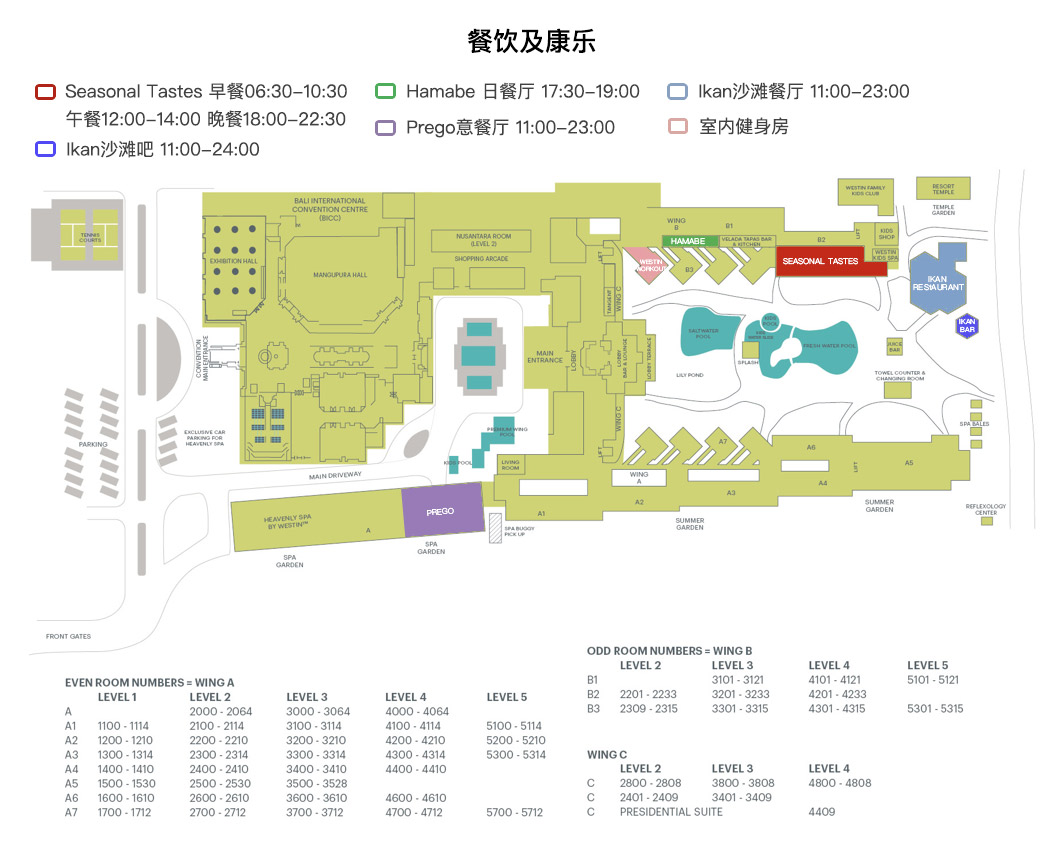 餐饮及康乐
Seasonal Tastes 早餐06:30-10:30
午餐12:00-14:00 晚餐18:00-22:30
Ikan沙滩吧 11:00-24:00
Hamabe 日餐厅 17:30-19:00
Prego意餐厅 11:00-23:00
Ikan沙滩餐厅 11:00-23:00
室内健身房
TENNIS
COURTS
BALI INTERNATIONAL
CONVENTION CENTRE
(BICC)
EXHIBITION HALL
MANGUPURA HALL
NUSANTARA ROOM
(LEVEL 2)
SHOPPING ARCADE
CONVENTION
MAIN ENTRANCE
MAIN
ENTRANCE
LOBBY
LOBBY
BAR & LOUNGE
LOBBY TERRACE
LIFT
TANGENT
WING C
WING C
LIFT
WING
B
B1
HAMABE
VELADA TAPAS BAR
& KITCHEN
WESTIN
WORKOUT
B3
B2
SEASONAL TASTES
LIFT
KIDS
SHOP
WESTIN
KIDS SPA
WESTIN FAMILY
KIDS CLUB
RESORT
TEMPLE
TEMPLE
GARDEN
IKAN
RESTAURANT
IKAN
BAR
SALTWATER
POOL
KIDS
POOL
KIDS
WATER SLIDE
FRESH WATER POOL
SPLASH
LILY POND
JUICE
BAR
TOWEL COUNTER &
CHANGING ROOM
SPA BALES
PARKING
EXCLUSIVE CAR
PARKING FOR
HEAVENLY SPA
PREMIUM WING
POOL
KIDS POOL
LIVING
ROOM
MAIN DRIVEWAY
HEAVENLY SPA
BY WESTIN™
A
PREGO
SPA
GARDEN
SPA
GARDEN
SPA BUGGY
PICK UP
WING
A
A1
A2
A3
A4
A5
A6
A7
LIFT
SUMMER
GARDEN
SUMMER
GARDEN
REFLEXOLOGY
CENTER
FRONT GATES
EVEN ROOM NUMBERS = WING A
LEVEL 1 LEVEL 2 LEVEL 3 LEVEL 4 LEVEL 5
A 2000 - 2064 3000 - 3064 4000 - 4064
A1 1100 - 1114 2100 - 2114 3100 - 3114 4100 - 4114 5100 - 5114
A2 1200 - 1210 2200 - 2210 3200 - 3210 4200 - 4210 5200 - 5210
A3 1300 - 1314 2300 - 2314 3300 - 3314 4300 - 4314 5300 - 5314
A4 1400 - 1410 2400 - 2410 3400 - 3410 4400 - 4410
A5 1500 - 1530 2500 - 2530 3500 - 3528
A6 1600 - 1610 2600 - 2610 3600 - 3610 4600 - 4610
A7 1700 - 1712 2700 - 2712 3700 - 3712 4700 - 4712 5700 - 5712
ODD ROOM NUMBERS = WING B
LEVEL 2 LEVEL 3 LEVEL 4 LEVEL 5
B1 3101 - 3121 4101 - 4121 5101 - 5121
B2 2201 - 2233 3201 - 3233 4201 - 4233
B3 2309 - 2315 3301 - 3315 4301 - 4315 5301 - 5315
WING C
LEVEL 2 LEVEL 3 LEVEL 4
C 2800 - 2808 3800 - 3808 4800 - 4808
C 2401 - 2409 3401 - 3409
C PRESIDENTIAL SUITE 4409